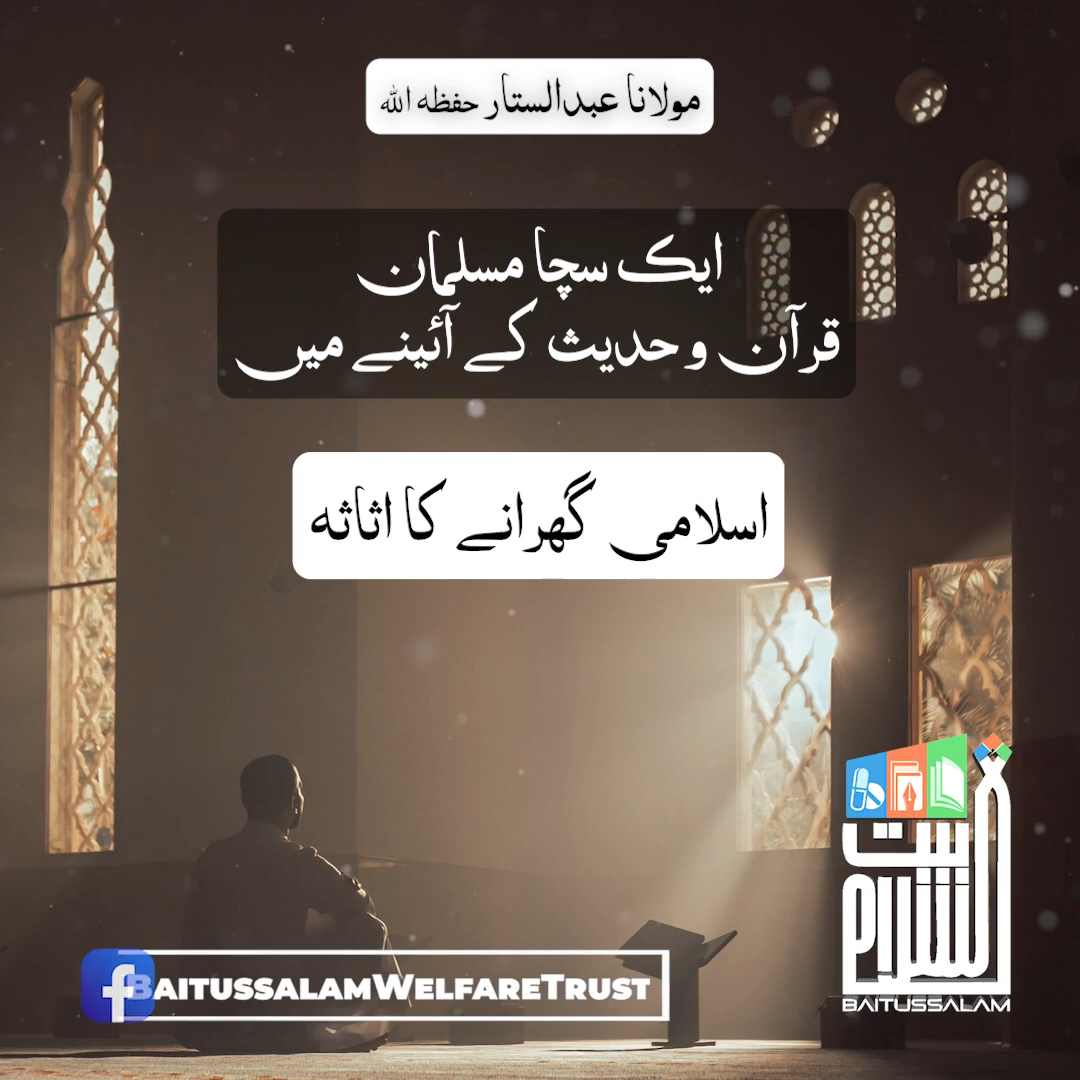 مولانا عبدالستار حفظہ اللہ
ایک سچا مسلمان
قرآن و حدیث کے آئینے میں
اسلامی گھرانے کا اثاثہ
بیت السلام
BAITUSSALAM
f BAITUSSALAMWELFARETRUST